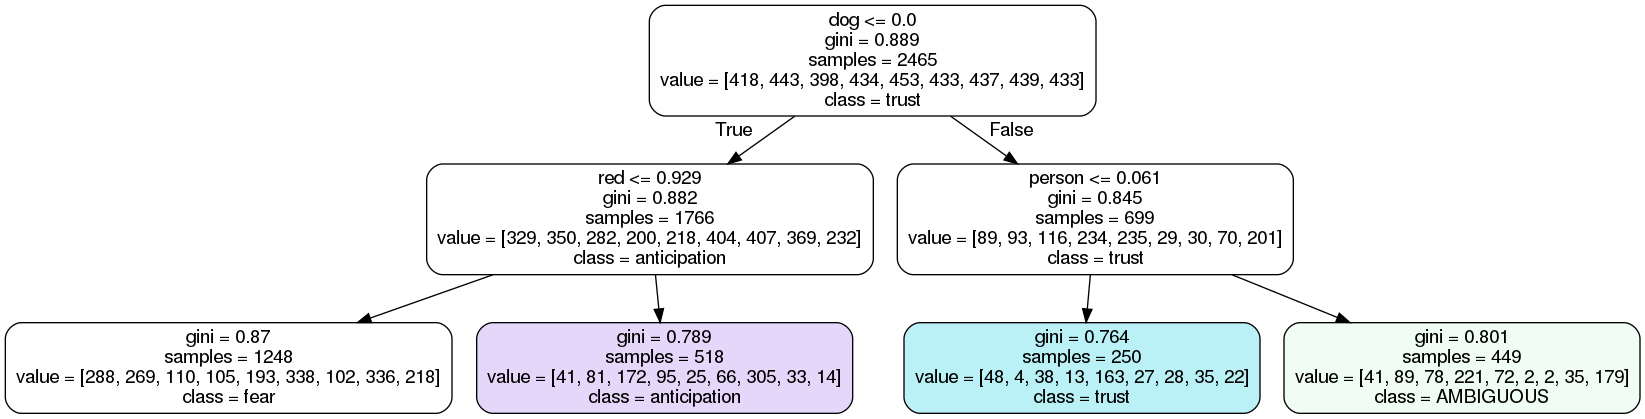 dog <= 0.0
gini = 0.889
samples = 2465
value = [418, 443, 398, 434, 453, 433, 437, 439, 433]
class = trust
True
False
red <= 0.929
gini = 0.882
samples = 1766
value = [329, 350, 282, 200, 218, 404, 407, 369, 232]
class = anticipation
person <= 0.061
gini = 0.845
samples = 699
value = [89, 93, 116, 234, 235, 29, 30, 70, 201]
class = trust
gini = 0.87
samples = 1248
value = [288, 269, 110, 105, 193, 338, 102, 336, 218]
class = fear
gini = 0.789
samples = 518
value = [41, 81, 172, 95, 25, 66, 305, 33, 14]
class = anticipation
gini = 0.764
samples = 250
value = [48, 4, 38, 13, 163, 27, 28, 35, 22]
class = trust
gini = 0.801
samples = 449
value = [41, 89, 78, 221, 72, 2, 2, 35, 179]
class = AMBIGUOUS